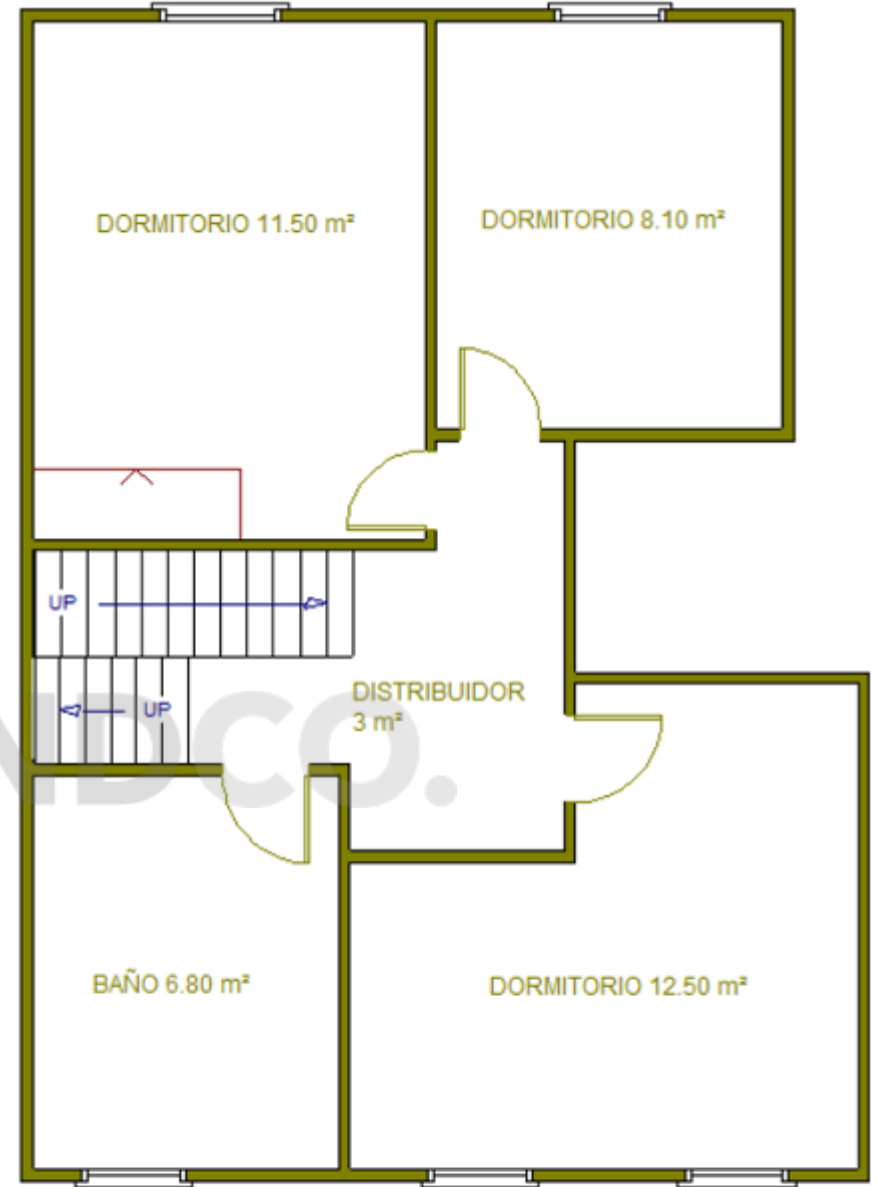 DORMITORIO 11.50 m²
DORMITORIO 8.10 m²
UP
DISTRIBUIDOR
3 m²
UP
NDCO.
BAÑO 6.80 m²
DORMITORIO 12.50 m²